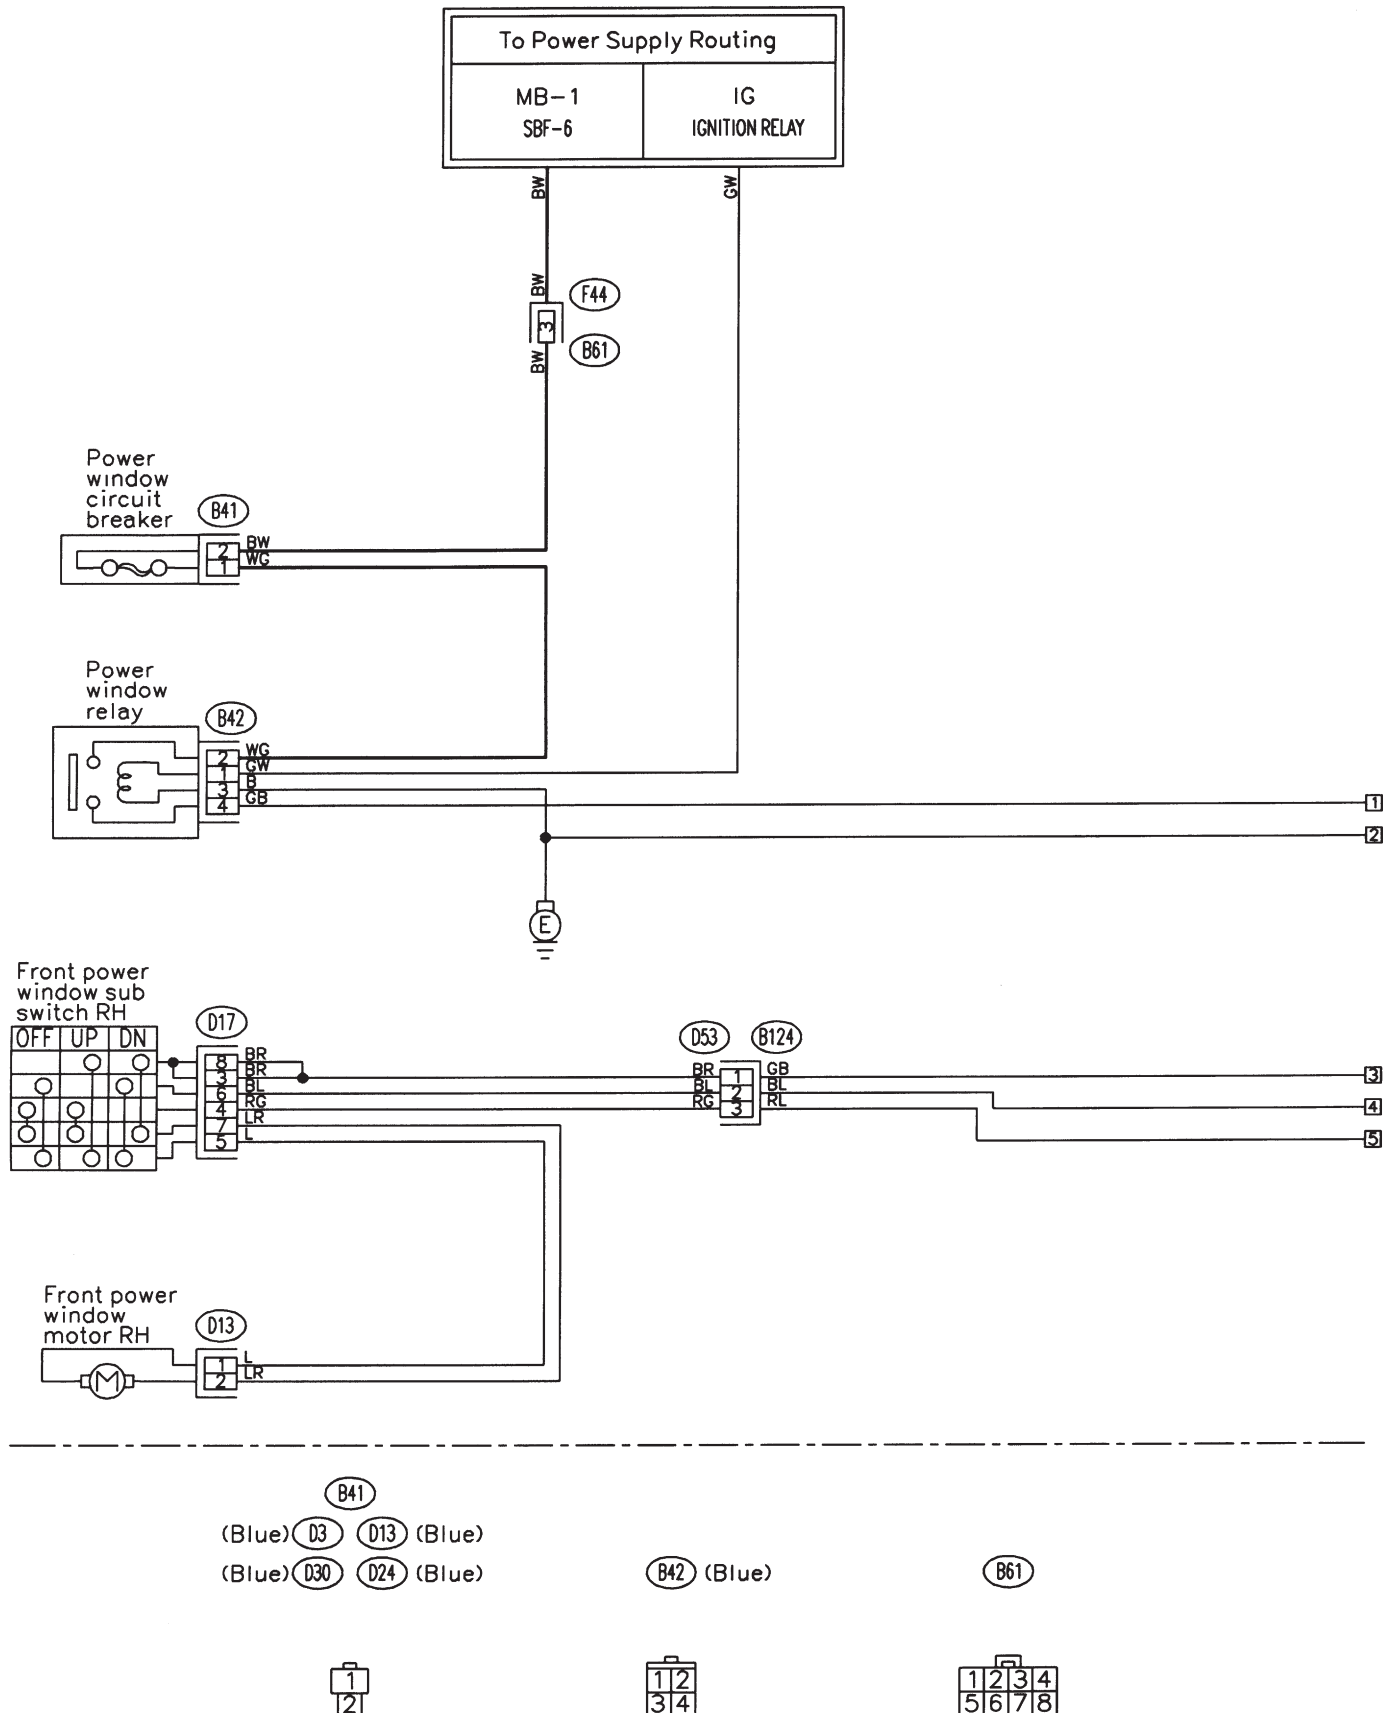 To Power Supply Routing
MB-1
SBF-6
IG
IGNITION RELAY
BW
GW
BW
F44
3
B61
BW
Power
window
circuit
breaker
B41
2 BW
1 WG
Power
window
relay
B42
2 WG
1 GW
3 B
4 GB
1
2
E
Front power
window sub
switch RH
OFF UP DN
D17
8 BR
3 BR
6 BL
4 RG
7 LR
5 L
D53 B124
BR 1 GB
BL 2 BL
RG 3 RL
3
4
5
Front power
window
motor RH
D13
M
1 L
2 LR
B41
(Blue) D3 D13 (Blue)
(Blue) D30 D24 (Blue)
B42 (Blue)
B61
1
2
1 2
3 4
1 2 3 4
5 6 7 8